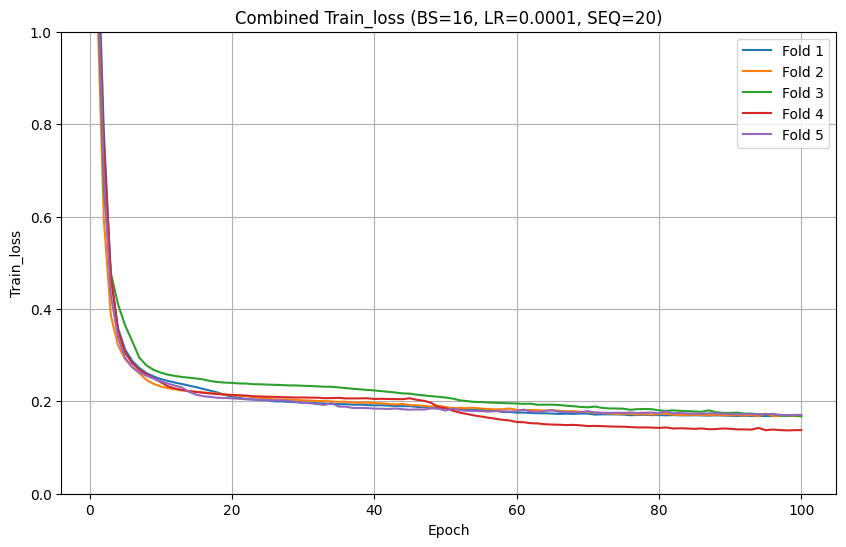 Combined Train_loss (BS=16, LR=0.0001, SEQ=20)
1.0
0.8
0.6
0.4
0.2
0.0
Train_loss
Fold 1
Fold 2
Fold 3
Fold 4
Fold 5
0 20 40 60 80 100
Epoch